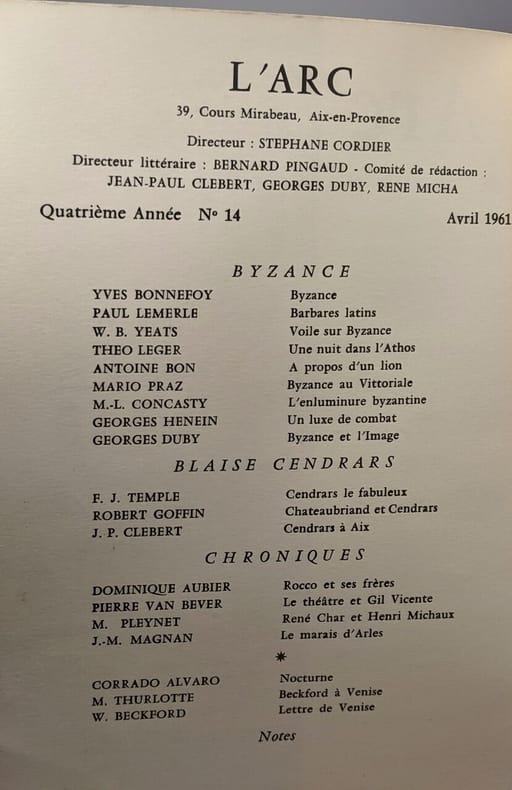 L'ARC
39, Cours Mirabeau, Aix-en-Provence
Directeur : STEPHANE CORDIER
Directeur littéraire : BERNARD PINGAUD - Comité de rédaction :
JEAN-PAUL CLEBERT, GEORGES DUBY, RENE MICHA
Quatrième Année Nº 14 Avril 1961
BYZANCE
YVES BONNEFOY Byzance
PAUL LEMERLE Barbares latins
W. B. YEATS Voile sur Byzance
THEO LEGER Une nuit dans l'Athos
ANTOINE BON A propos d'un lion
MARIO PRAZ Byzance au Vittoriale
M.-L. CONCASTY L'enluminure byzantine
GEORGES HENEIN Un luxe de combat
GEORGES DUBY Byzance et l'Image
BLAISE CENDRARS
F. J. TEMPLE Cendrars le fabuleux
ROBERT GOFFIN Chateaubriand et Cendrars
J. P. CLEBERT Cendrars à Aix
CHRONIQUES
DOMINIQUE AUBIER Rocco et ses frères
PIERRE VAN BEVER Le théâtre et Gil Vicente
M. PLEYNET René Char et Henri Michaux
J.-M. MAGNAN Le marais d'Arles
CORRADO ALVARO Nocturne
M. THURLOTTE Beckford à Venise
W. BECKFORD Lettre de Venise
Notes